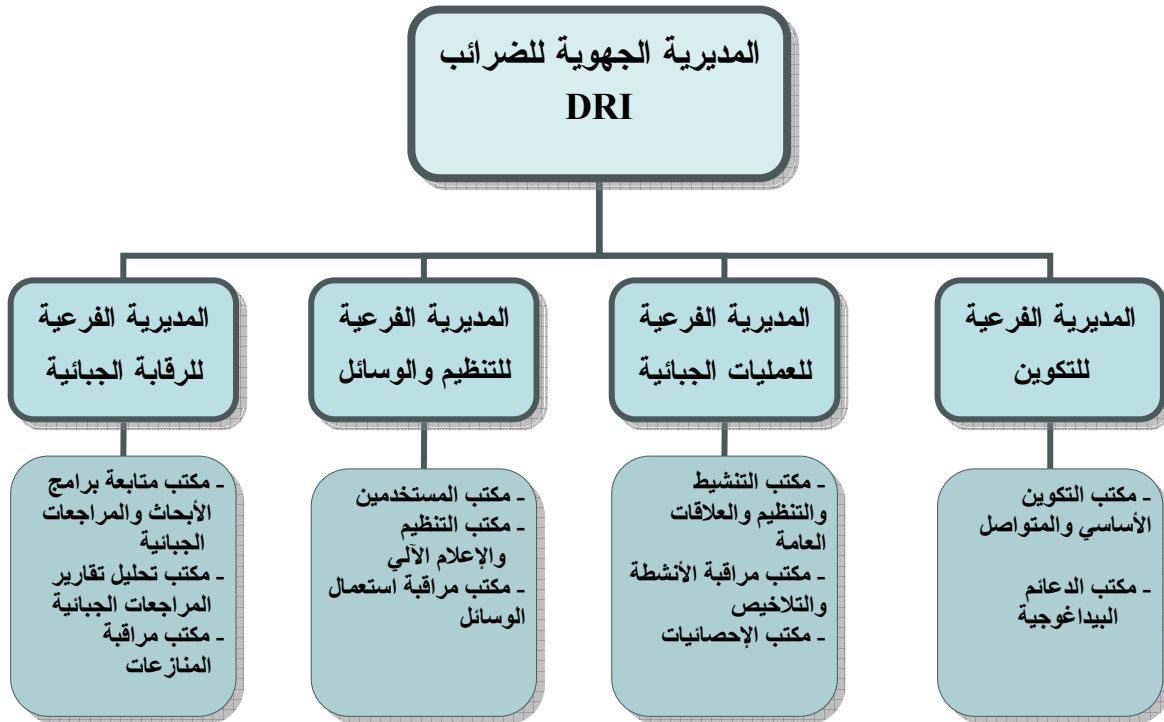 المديرية الجهوية للضرائب
DRI
المديرية الفرعية
للتكوين
- مكتب التكوين
الأساسي والمتواصل
- مكتب الدعائم
البيداغوجية
المديرية الفرعية
للعمليات الجبائية
- مكتب التنشيط
والتنظيم والعلاقات
العامة
- مكتب مراقبة الأنشطة
والتلاخيص
- مكتب الإحصائيات
المديرية الفرعية
للتنظيم والوسائل
- مكتب المستخدمين
- مكتب التنظيم
والإعلام الآلي
- مكتب مراقبة استعمال
الوسائل
المديرية الفرعية
للرقابة الجبائية
- مكتب متابعة برامج
الأبحاث والمراجعات
الجبائية
- مكتب تحليل تقارير
المراجعات الجبائية
- مكتب مراقبة
المنازعات